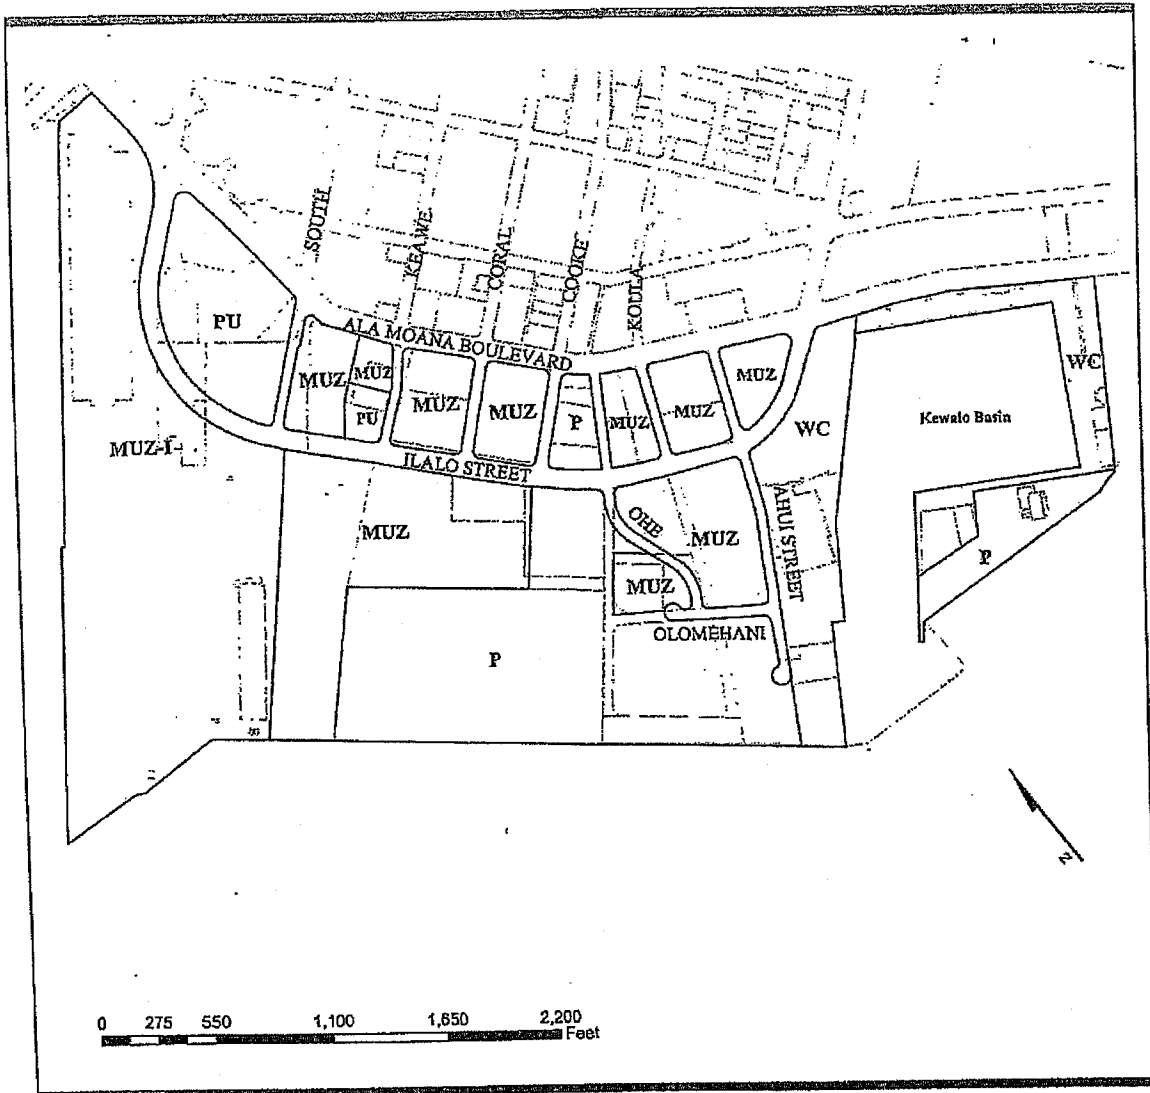 SOUTH
KEAWE
CORAL
COOKE
KOULA
PU
ALA MOANA BOULEVARD
MUZ
MUZ
PU
MUZ
MUZ
P
MUZ
MUZ
MUZ
WC
WC
Kewalo Basin
MUZ-I
ILALO STREET
MUZ
OHE
MUZ
AHUI STREET
MUZ
P
OLOMEHANI
P
N
0 275 550 1,100 1,650 2,200
Feet